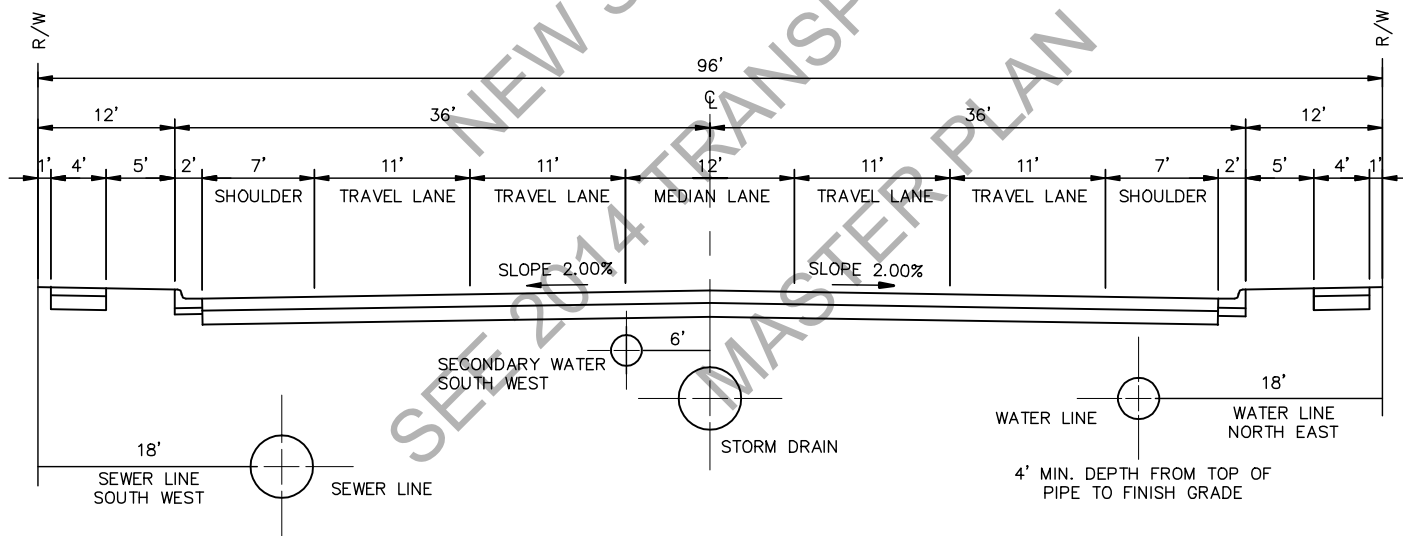 R/W
R/W
96'
℄
12' 36' 36' 12'
1' 4' 5' 2' 7' 11' 11' 12' 11' 11' 7' 2' 5' 4' 1'
SHOULDER TRAVEL LANE TRAVEL LANE MEDIAN LANE TRAVEL LANE TRAVEL LANE SHOULDER
SLOPE 2.00% SLOPE 2.00%
6'
SECONDARY WATER
SOUTH WEST
18'
WATER LINE
WATER LINE
NORTH EAST
STORM DRAIN
18'
SEWER LINE
SOUTH WEST
SEWER LINE
4' MIN. DEPTH FROM TOP OF
PIPE TO FINISH GRADE
NEW
SEE 2014 TRANSP
MASTER PLAN